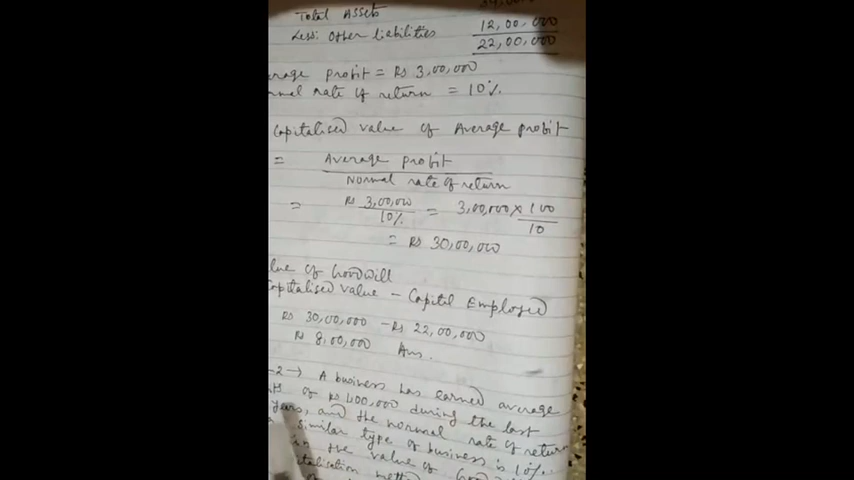 Total Assets
Less: Other liabilities 12,00,000
22,00,000
erage profit = Rs 3,00,000
rmal rate of return = 10%.
Capitalised value of Average profit
= Average profit
Normal rate of return
= Rs 3,00,000 / 10% = 3,00,000 × 100 / 10
= Rs 30,00,000
lue of Goodwill
Capitalised value - Capital Employed
Rs 30,00,000 - Rs 22,00,000
Rs 8,00,000 Ans.
-2 → A business has earned average
of Rs 1,00,000 during the last
years, and the normal rate of return
similar type of business is 10%.
the value of